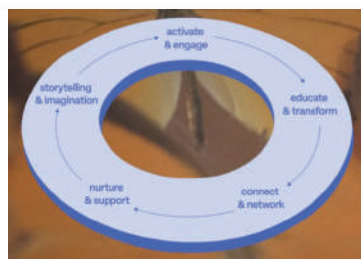 activate
& engage
storytelling
& imagination
educate
& transform
nurture
& support
connect
& network